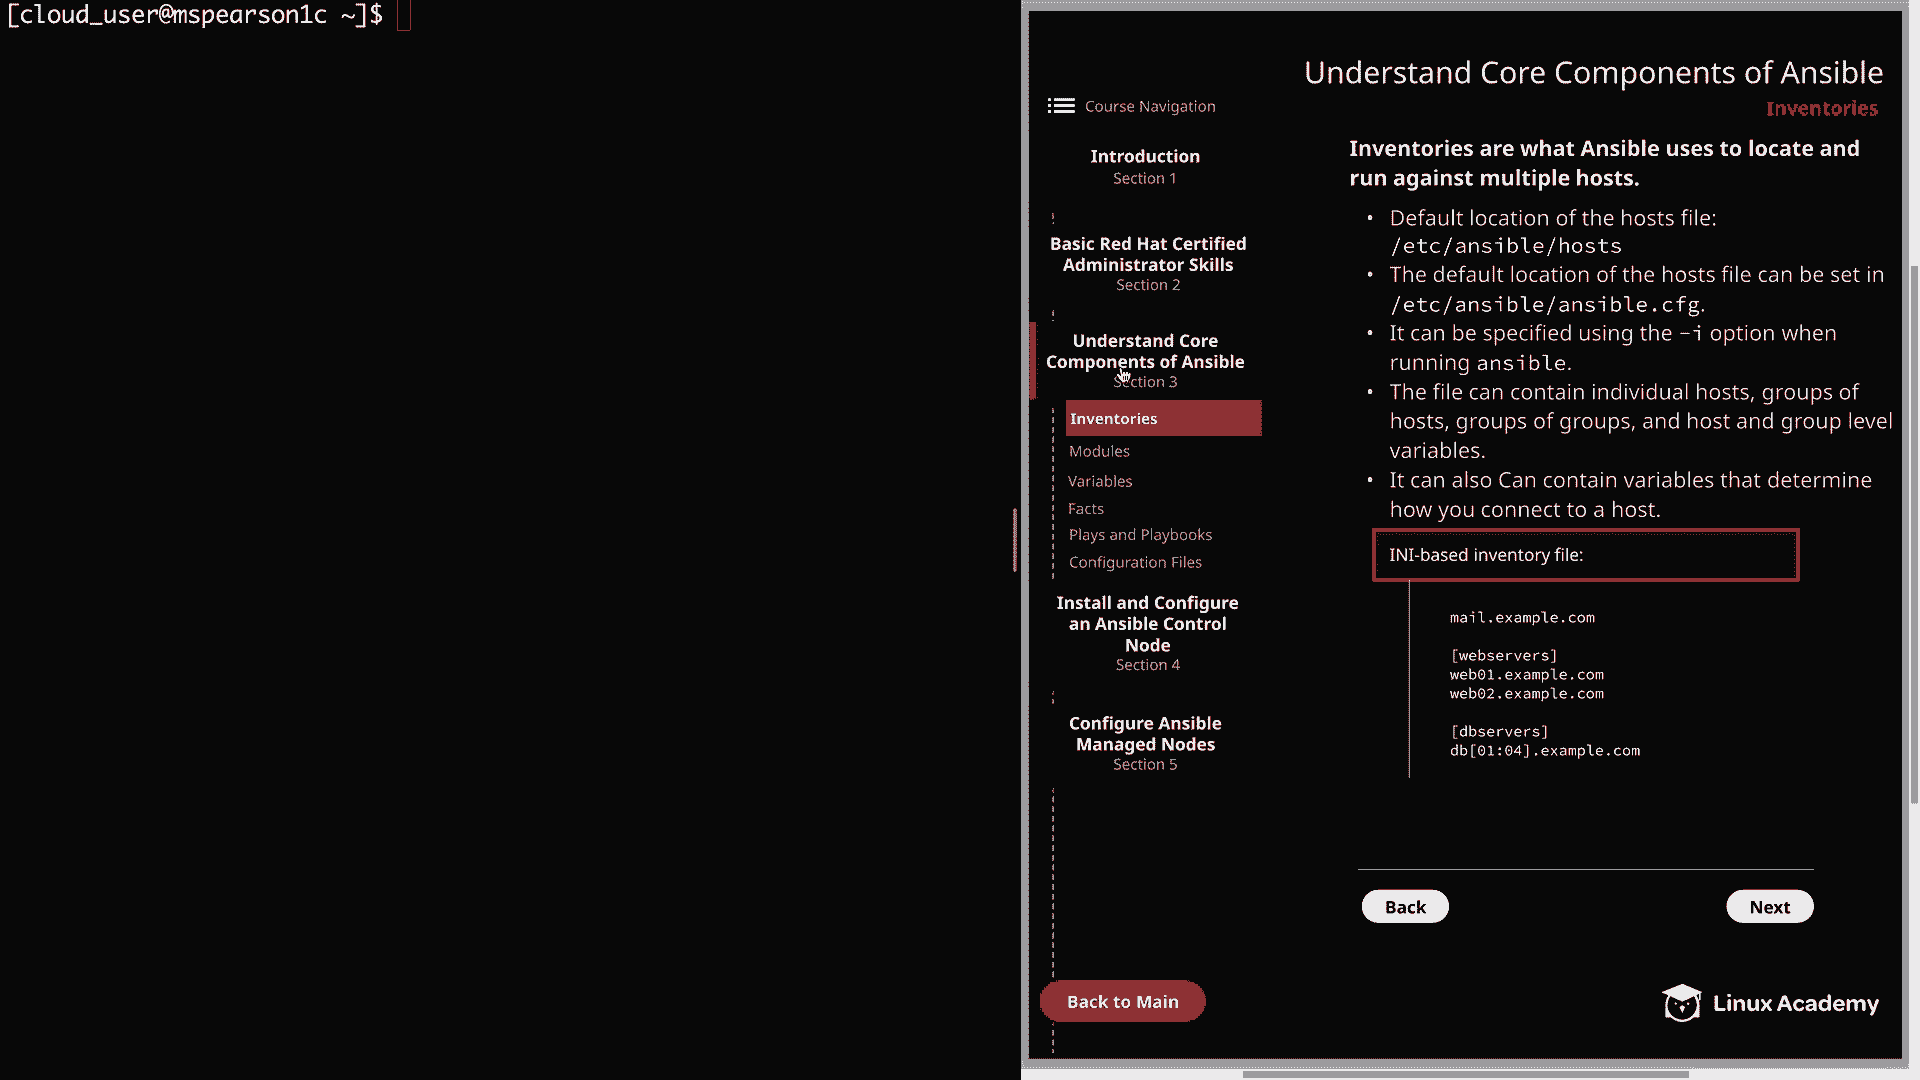 [cloud_user@mspearson1c ~]$
Understand Core Components of Ansible
Inventories
Course Navigation
Introduction
Section 1
Basic Red Hat Certified
Administrator Skills
Section 2
Understand Core
Components of Ansible
Section 3
Inventories
Modules
Variables
Facts
Plays and Playbooks
Configuration Files
Install and Configure
an Ansible Control
Node
Section 4
Configure Ansible
Managed Nodes
Section 5
Back to Main
Inventories are what Ansible uses to locate and
run against multiple hosts.
• Default location of the hosts file:
/etc/ansible/hosts
• The default location of the hosts file can be set in
/etc/ansible/ansible.cfg.
• It can be specified using the -i option when
running ansible.
• The file can contain individual hosts, groups of
hosts, groups of groups, and host and group level
variables.
• It can also Can contain variables that determine
how you connect to a host.
INI-based inventory file:
mail.example.com
[webservers]
web01.example.com
web02.example.com
[dbservers]
db[01:04].example.com
Back
Next
Linux Academy